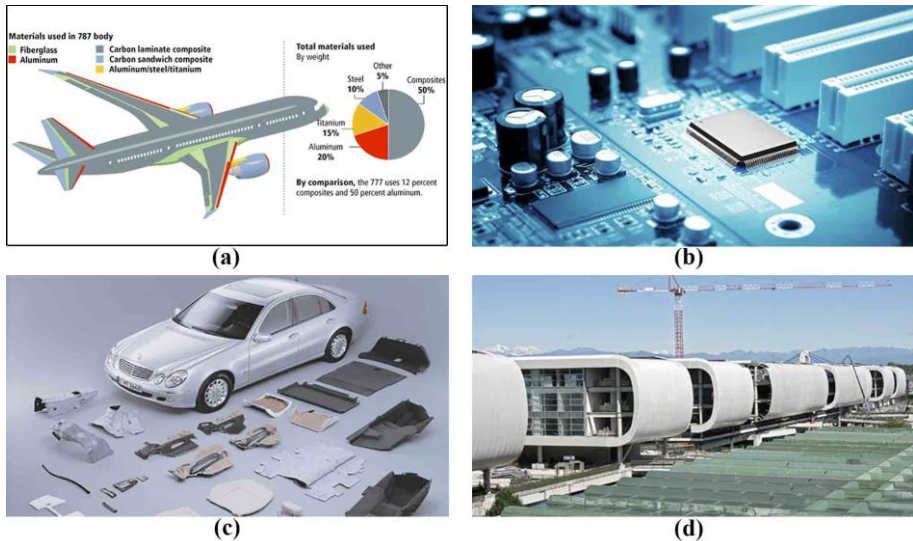 Materials used in 787 body
Fiberglass
Aluminum
Carbon laminate composite
Carbon sandwich composite
Aluminum/steel/titanium
Total materials used
By weight
Other
5%
Steel
10%
Composites
50%
Titanium
15%
Aluminum
20%
By comparison, the 777 uses 12 percent
composites and 50 percent aluminum.
(a)
(b)
(c)
(d)